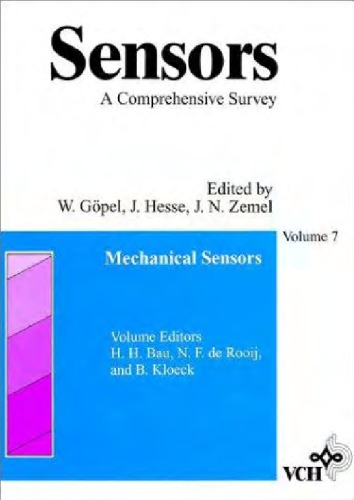 Sensors
A Comprehensive Survey
Edited by
W. Göpel, J. Hesse, J. N. Zemel
Volume 7
Mechanical Sensors
Volume Editors
H. H. Bau, N. F. de Rooij,
and B. Kloeck
VCH